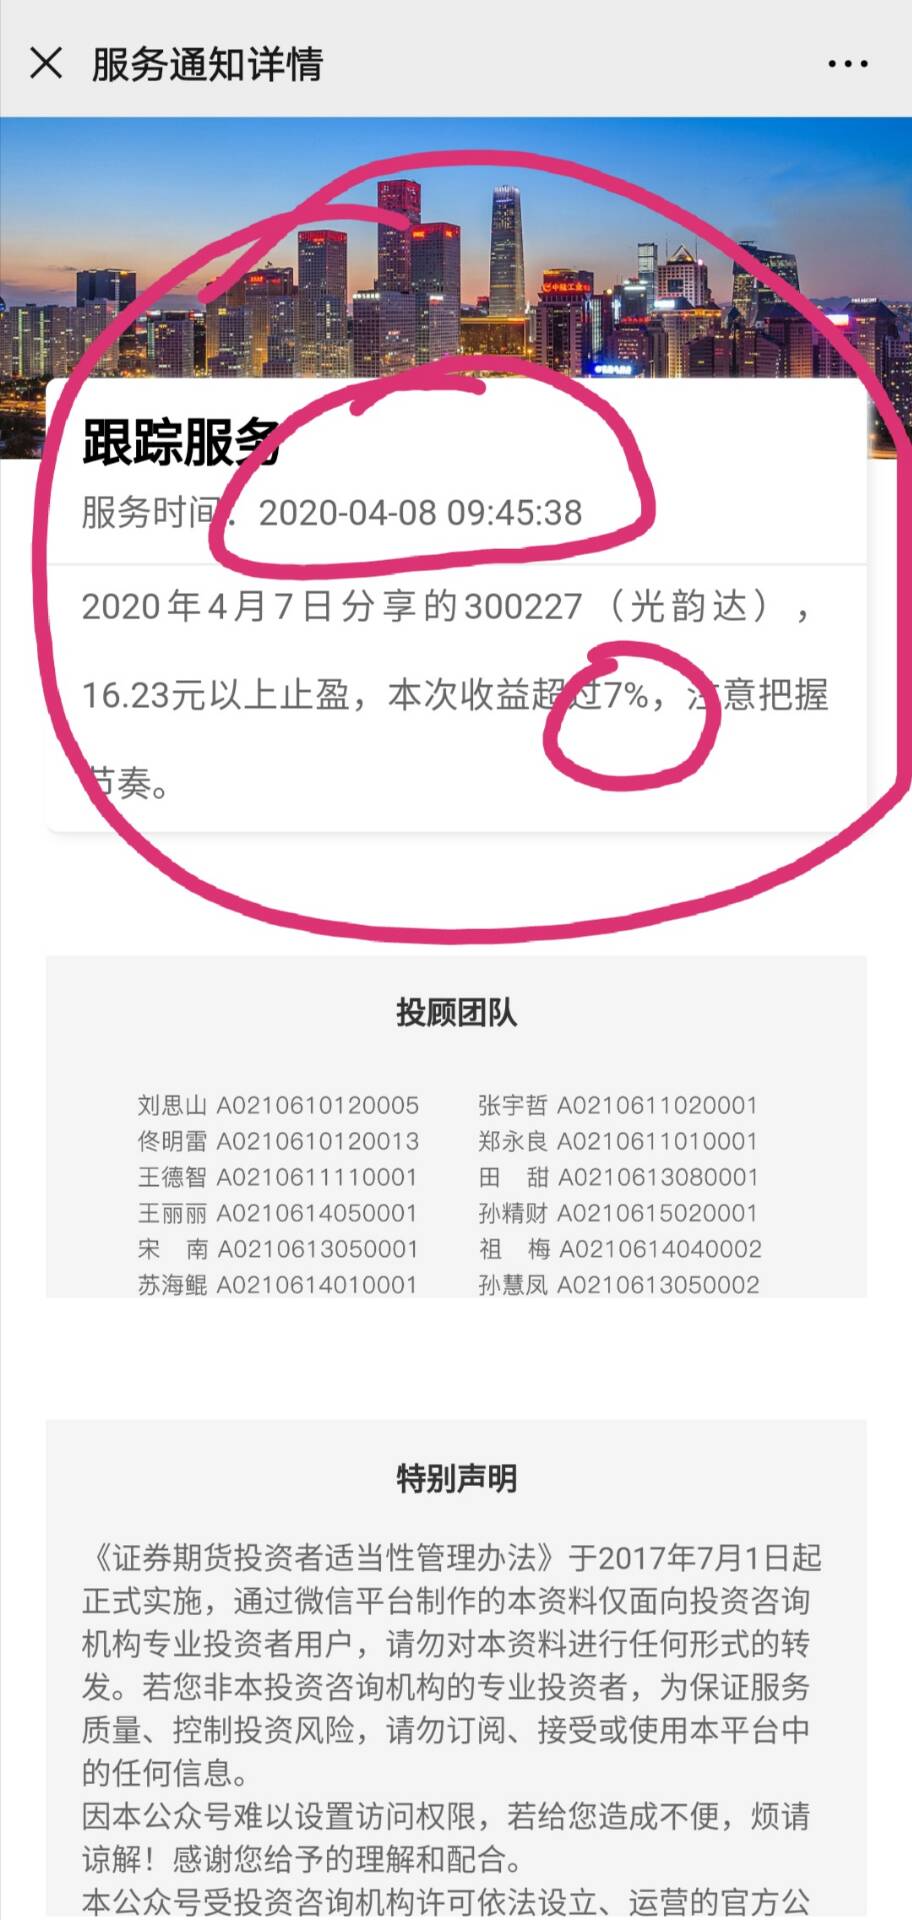 服务通知详情
跟踪服务
服务时间：2020-04-08 09:45:38
2020年4月7日分享的300227（光韵达），
16.23元以上止盈，本次收益超过7%，注意把握
节奏。
投顾团队
刘思山 A0210610120005 张宇哲 A0210611020001
佟明雷 A0210610120013 郑永良 A0210611010001
王德智 A0210611110001 田 甜 A0210613080001
王丽丽 A0210614050001 孙精财 A0210615020001
宋 南 A0210613050001 祖 梅 A0210614040002
苏海鲲 A0210614010001 孙慧凤 A0210613050002
特别声明
《证券期货投资者适当性管理办法》于2017年7月1日起
正式实施，通过微信平台制作的本资料仅面向投资咨询
机构专业投资者用户，请勿对本资料进行任何形式的转
发。若您非本投资咨询机构的专业投资者，为保证服务
质量、控制投资风险，请勿订阅、接受或使用本平台中
的任何信息。
因本公众号难以设置访问权限，若给您造成不便，烦请
谅解！感谢您给予的理解和配合。
本公众号受投资咨询机构许可依法设立、运营的官方公